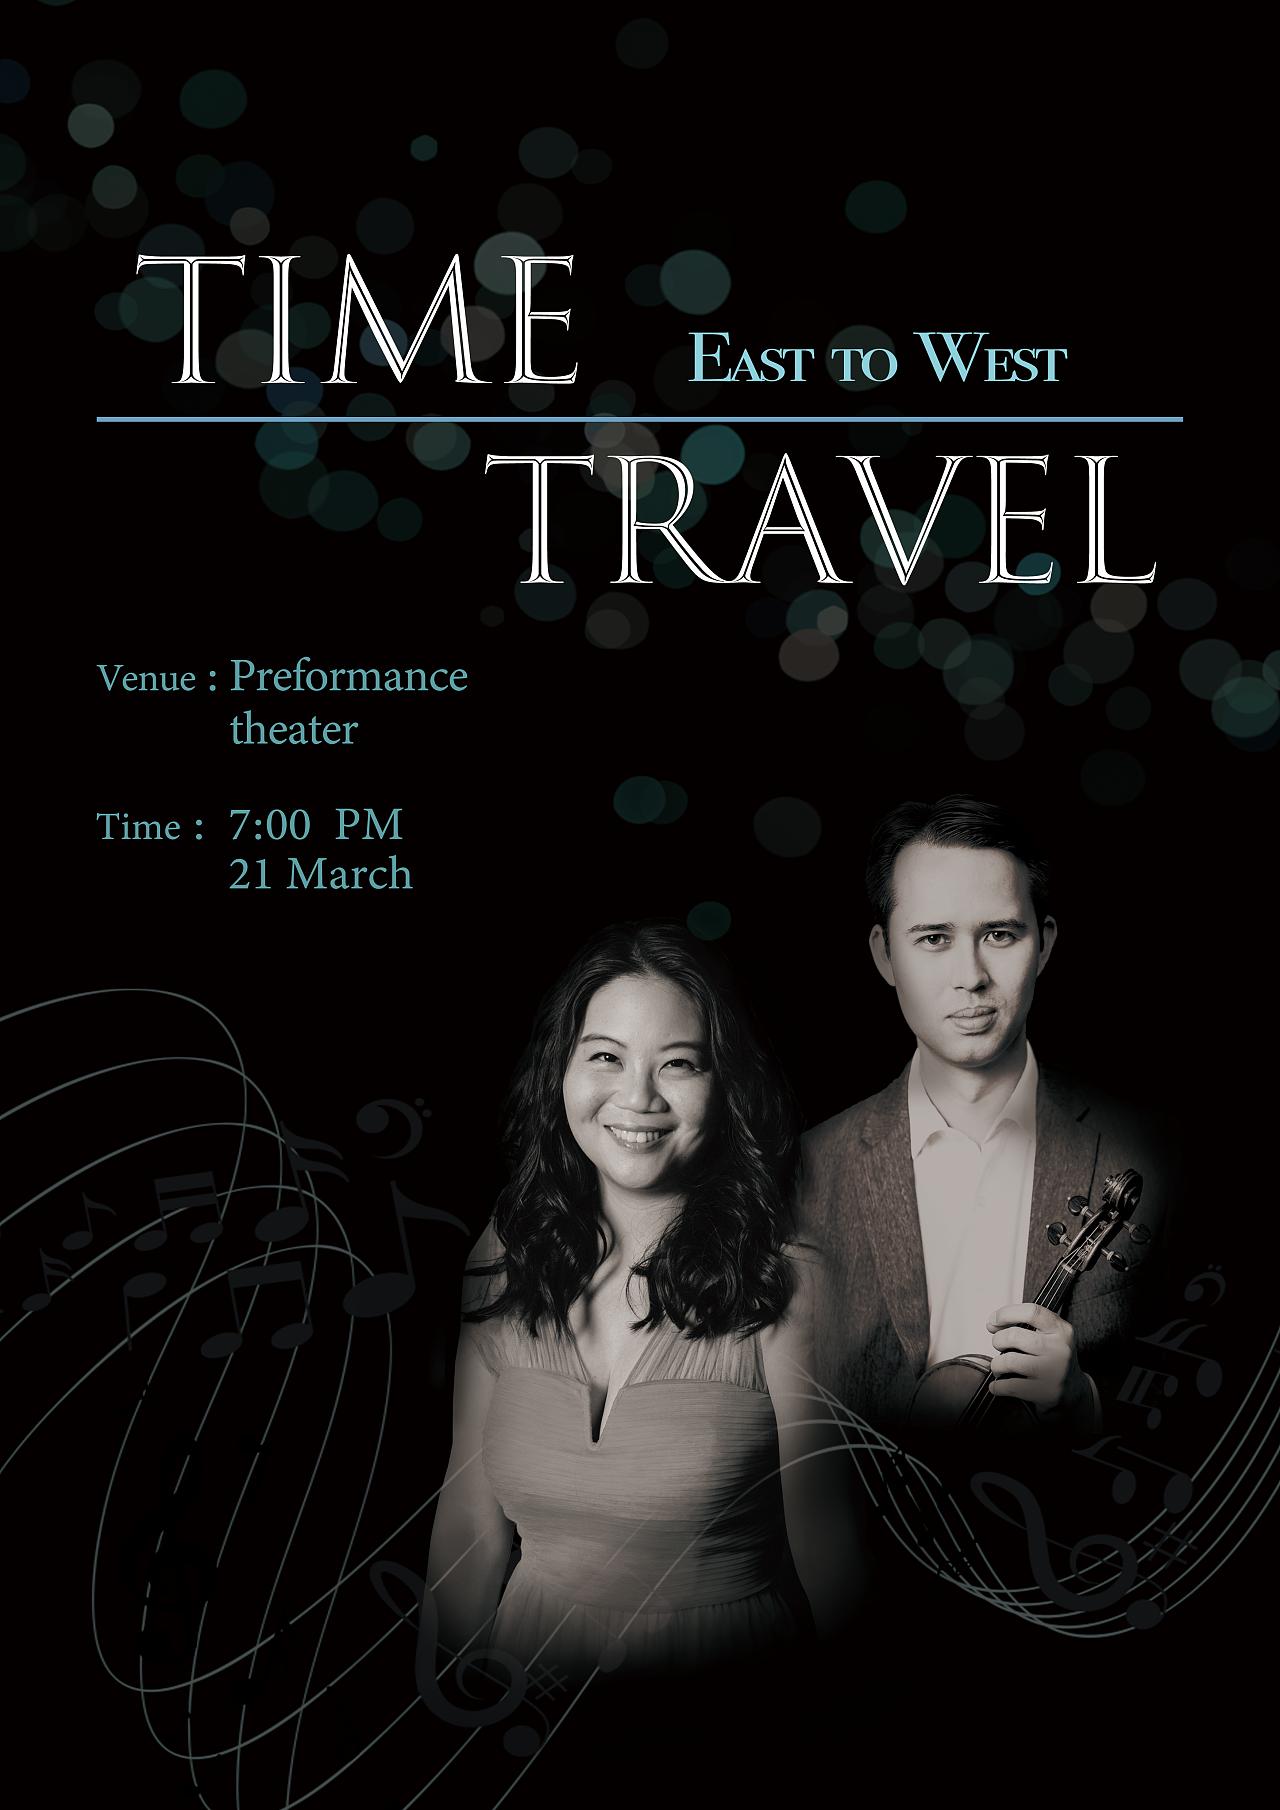 TIME
EAST TO WEST
TRAVEL
Venue : Preformance
theater
Time : 7:00 PM
21 March